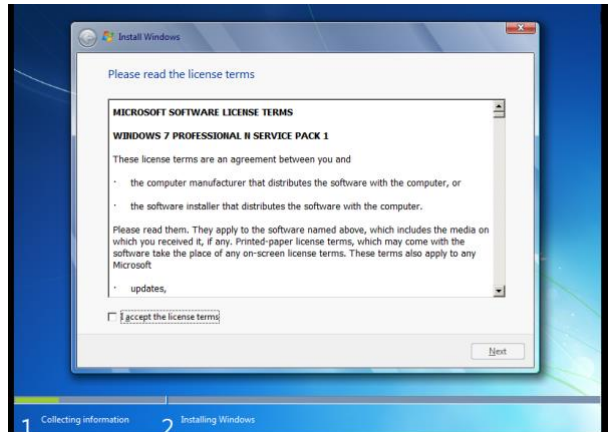 Install Windows
Please read the license terms
MICROSOFT SOFTWARE LICENSE TERMS
WINDOWS 7 PROFESSIONAL N SERVICE PACK 1
These license terms are an agreement between you and
· the computer manufacturer that distributes the software with the computer, or
· the software installer that distributes the software with the computer.
Please read them. They apply to the software named above, which includes the media on
which you received it, if any. Printed-paper license terms, which may come with the
software take the place of any on-screen license terms. These terms also apply to any
Microsoft
· updates,
I accept the license terms
Next
1 Collecting information 2 Installing Windows